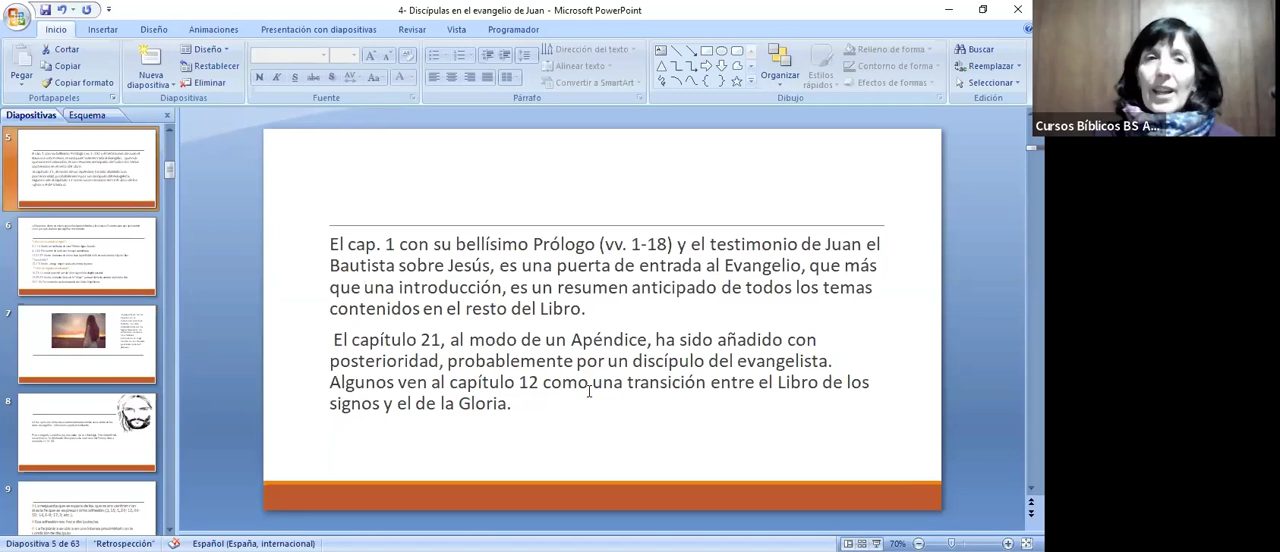 4- Discípulas en el evangelio de Juan - Microsoft PowerPoint
Inicio Insertar Diseño Animaciones Presentación con diapositivas Revisar Vista Programador
Pegar
Cortar
Copiar
Copiar formato
Portapapeles
Nueva
diapositiva
Diseño
Restablecer
Eliminar
Diapositivas
Fuente
Dirección del texto
Alinear texto
Convertir a SmartArt
Párrafo
Organizar
Estilos
rápidos
Relleno de forma
Contorno de forma
Efectos de formas
Dibujo
Buscar
Reemplazar
Seleccionar
Edición
Cursos Bíblicos BS A...
Diapositivas Esquema
5
6
7
8
9
El cap. 1 con su bellísimo Prólogo (vv. 1-18) y el testimonio de Juan el
Bautista sobre Jesús, es una puerta de entrada al Evangelio, que más
que una introducción, es un resumen anticipado de todos los temas
contenidos en el resto del Libro.
El capítulo 21, al modo de un Apéndice, ha sido añadido con
posterioridad, probablemente por un discípulo del evangelista.
Algunos ven al capítulo 12 como una transición entre el Libro de los
signos y el de la Gloria.
Diapositiva 5 de 63 "Retrospección" Español (España, internacional) 70%